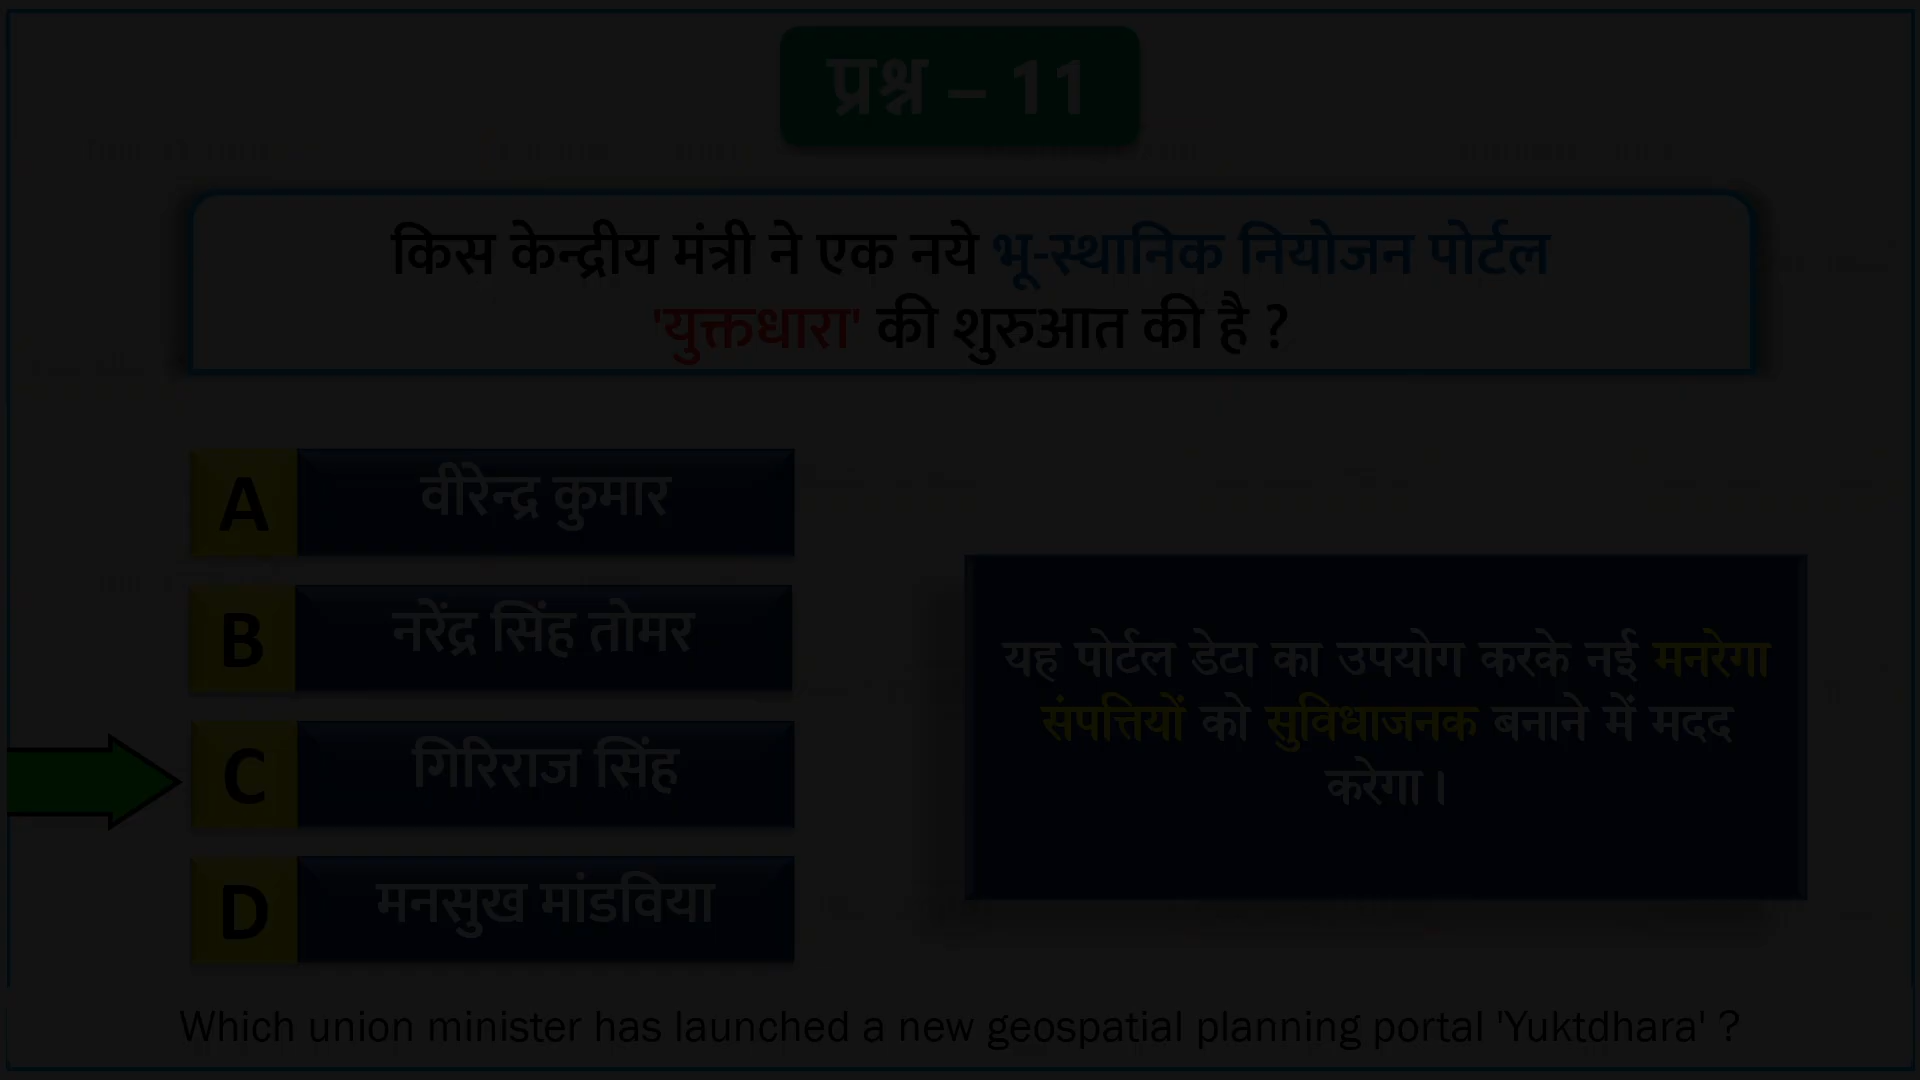 प्रश्न – 11
किस केन्द्रीय मंत्री ने एक नये भू-स्थानिक नियोजन पोर्टल
'युक्तधारा' की शुरुआत की है ?
A वीरेन्द्र कुमार
B नरेंद्र सिंह तोमर
C गिरिराज सिंह
D मनसुख मांडविया
यह पोर्टल डेटा का उपयोग करके नई मनरेगा
संपत्तियों को सुविधाजनक बनाने में मदद
करेगा।
Which union minister has launched a new geospatial planning portal 'Yuktdhara' ?